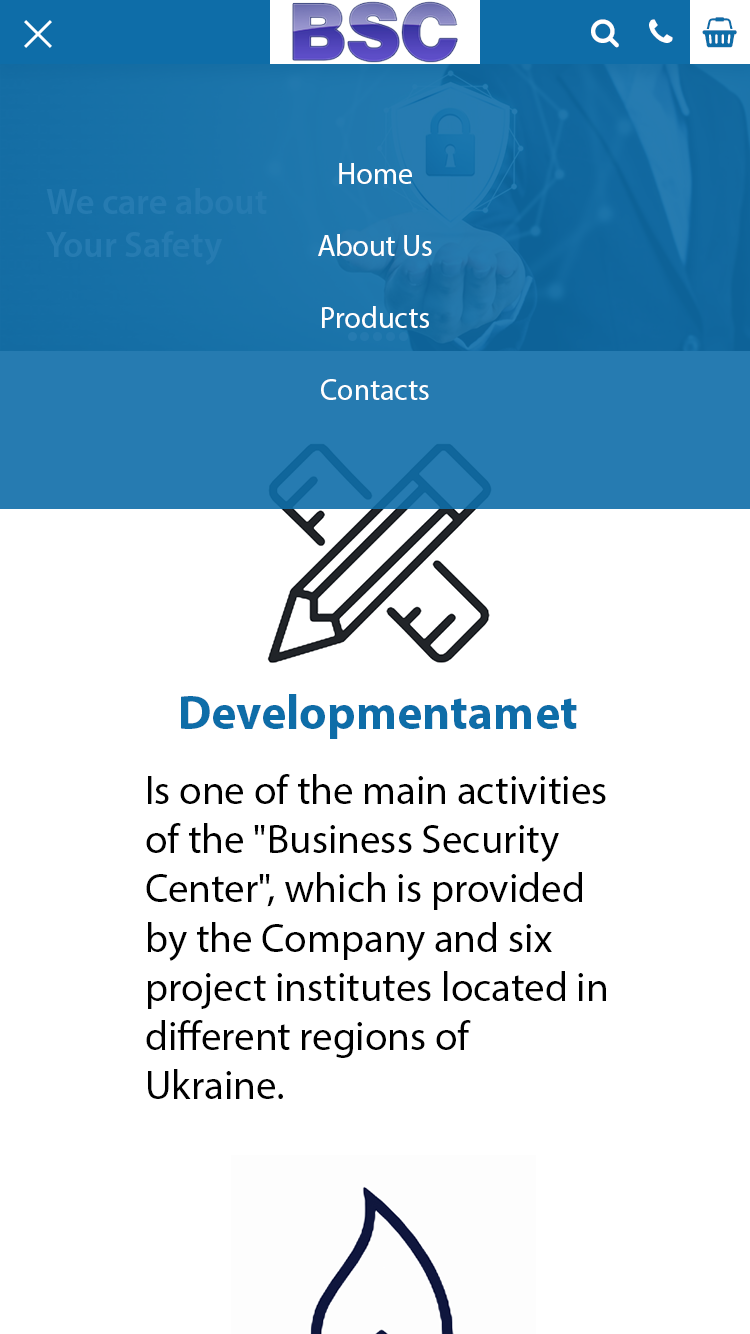 BSC
Home
We care about
Your Safety
About Us
Products
Contacts
Developmentamet
Is one of the main activities
of the "Business Security
Center", which is provided
by the Company and six
project institutes located in
different regions of
Ukraine.